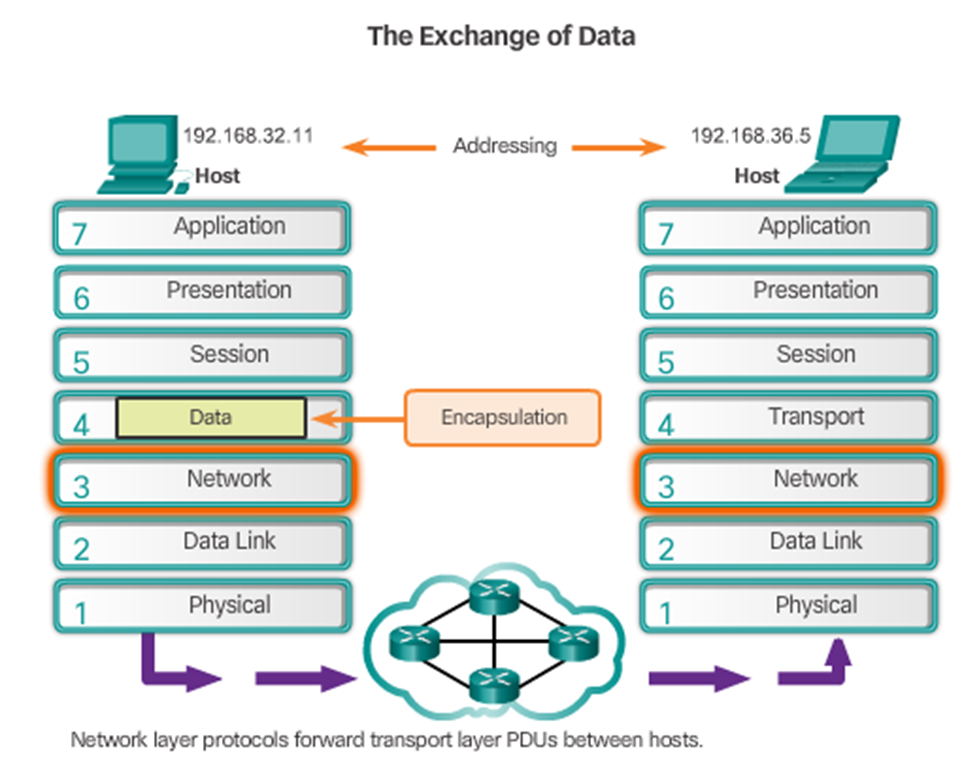 The Exchange of Data
192.168.32.11
Addressing
192.168.36.5
Host
Host
7 Application
6 Presentation
5 Session
4 Data
Encapsulation
3 Network
2 Data Link
1 Physical
7 Application
6 Presentation
5 Session
4 Transport
3 Network
2 Data Link
1 Physical
Network layer protocols forward transport layer PDUs between hosts.